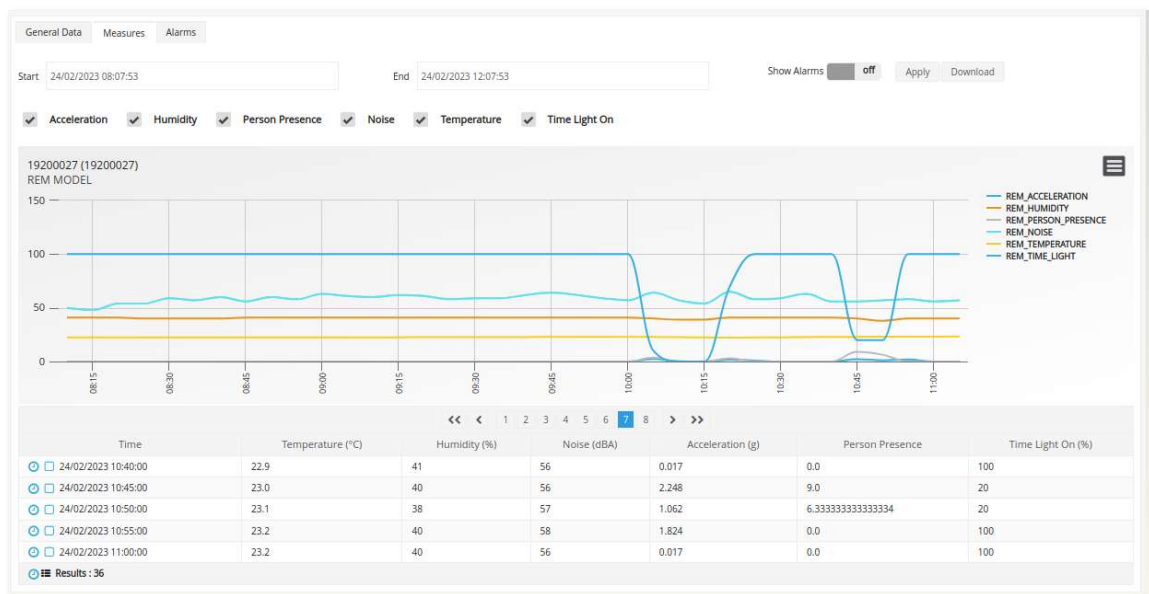 General Data Measures Alarms
Start 24/02/2023 08:07:53 End 24/02/2023 12:07:53 Show Alarms off Apply Download
Acceleration Humidity Person Presence Noise Temperature Time Light On
19200027 (19200027)
REM MODEL
150
100
50
0
08:15 08:30 08:45 09:00 09:15 09:30 09:45 10:00 10:15 10:30 10:45 11:00
REM_ACCELERATION
REM_HUMIDITY
REM_PERSON_PRESENCE
REM_NOISE
REM_TEMPERATURE
REM_TIME_LIGHT
1 2 3 4 5 6 7 8
Time Temperature (°C) Humidity (%) Noise (dBA) Acceleration (g) Person Presence Time Light On (%)
24/02/2023 10:40:00 22.9 41 56 0.017 0.0 100
24/02/2023 10:45:00 23.0 40 56 2.248 9.0 20
24/02/2023 10:50:00 23.1 38 57 1.062 6.333333333333334 20
24/02/2023 10:55:00 23.2 40 58 1.824 0.0 100
24/02/2023 11:00:00 23.2 40 56 0.017 0.0 100
Results : 36